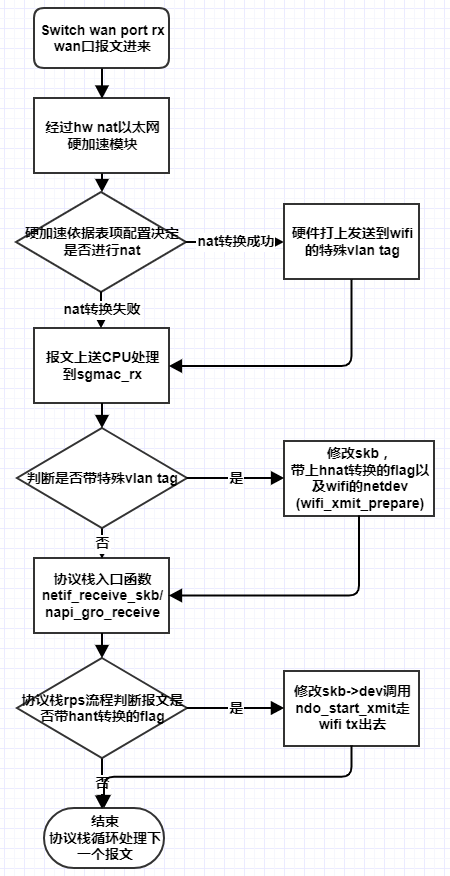 Switch wan port rx
wan口报文进来
经过hw nat以太网
硬加速模块
硬加速依据表项配置决定
是否进行nat
nat转换成功
硬件打上发送到wifi
的特殊vlan tag
nat转换失败
报文上送CPU处理
到sgmac_rx
判断是否带特殊vlan tag
是
修改skb，
带上hnat转换的flag以
及wifi的netdev
(wifi_xmit_prepare)
否
协议栈入口函数
netif_receive_skb/
napi_gro_receive
协议栈rps流程判断报文是
否带hant转换的flag
是
修改skb->dev调用
ndo_start_xmit走
wifi tx出去
否
结束
协议栈循环处理下
一个报文